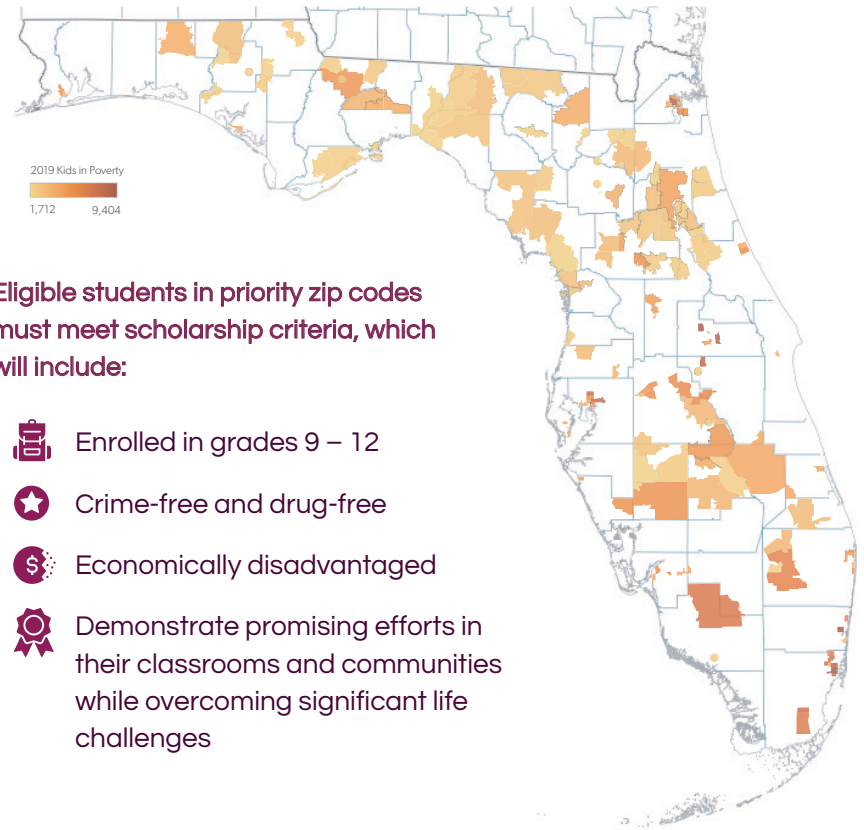 2019 Kids in Poverty
1,712 9,404
Eligible students in priority zip codes
must meet scholarship criteria, which
will include:
Enrolled in grades 9 – 12
Crime-free and drug-free
$
Economically disadvantaged
Demonstrate promising efforts in
their classrooms and communities
while overcoming significant life
challenges